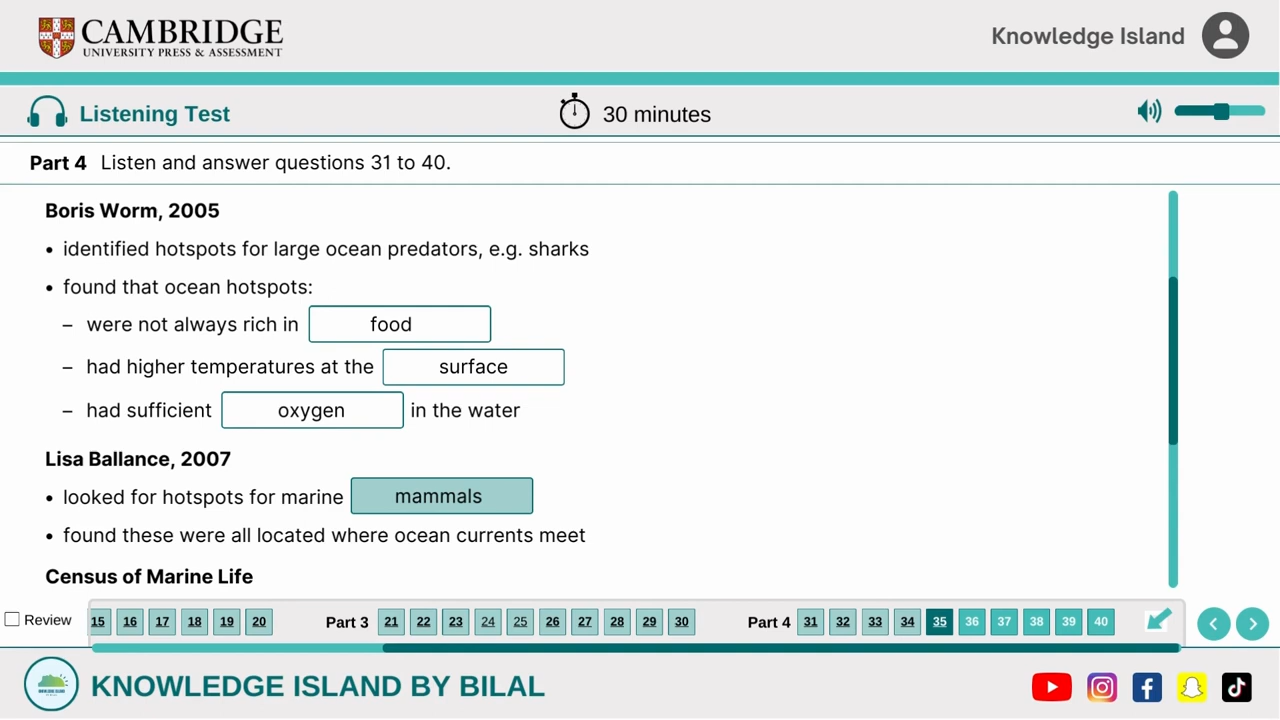 CAMBRIDGE
UNIVERSITY PRESS & ASSESSMENT
Knowledge Island
Listening Test
30 minutes
Part 4 Listen and answer questions 31 to 40.
Boris Worm, 2005
• identified hotspots for large ocean predators, e.g. sharks
• found that ocean hotspots:
– were not always rich in food
– had higher temperatures at the surface
– had sufficient oxygen in the water
Lisa Ballance, 2007
• looked for hotspots for marine mammals
• found these were all located where ocean currents meet
Census of Marine Life
Review 15 16 17 18 19 20 Part 3 21 22 23 24 25 26 27 28 29 30 Part 4 31 32 33 34 35 36 37 38 39 40
KNOWLEDGE ISLAND BY BILAL